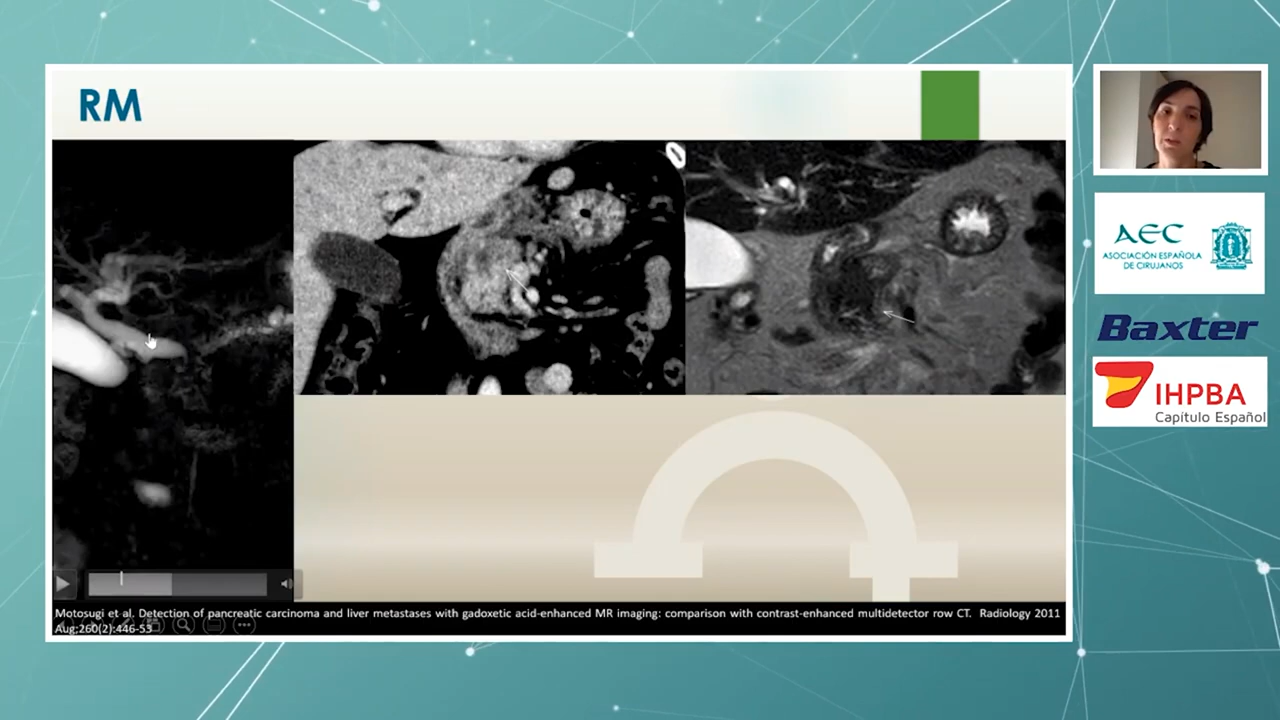 RM
AEC
ASOCIACIÓN ESPAÑOLA
DE CIRUJANOS
Baxter
IHPBA
Capítulo Español
Motosugi et al. Detection of pancreatic carcinoma and liver metastases with gadoxetic acid-enhanced MR imaging: comparison with contrast-enhanced multidetector row CT. Radiology 2011
Aug;260(2):446-53